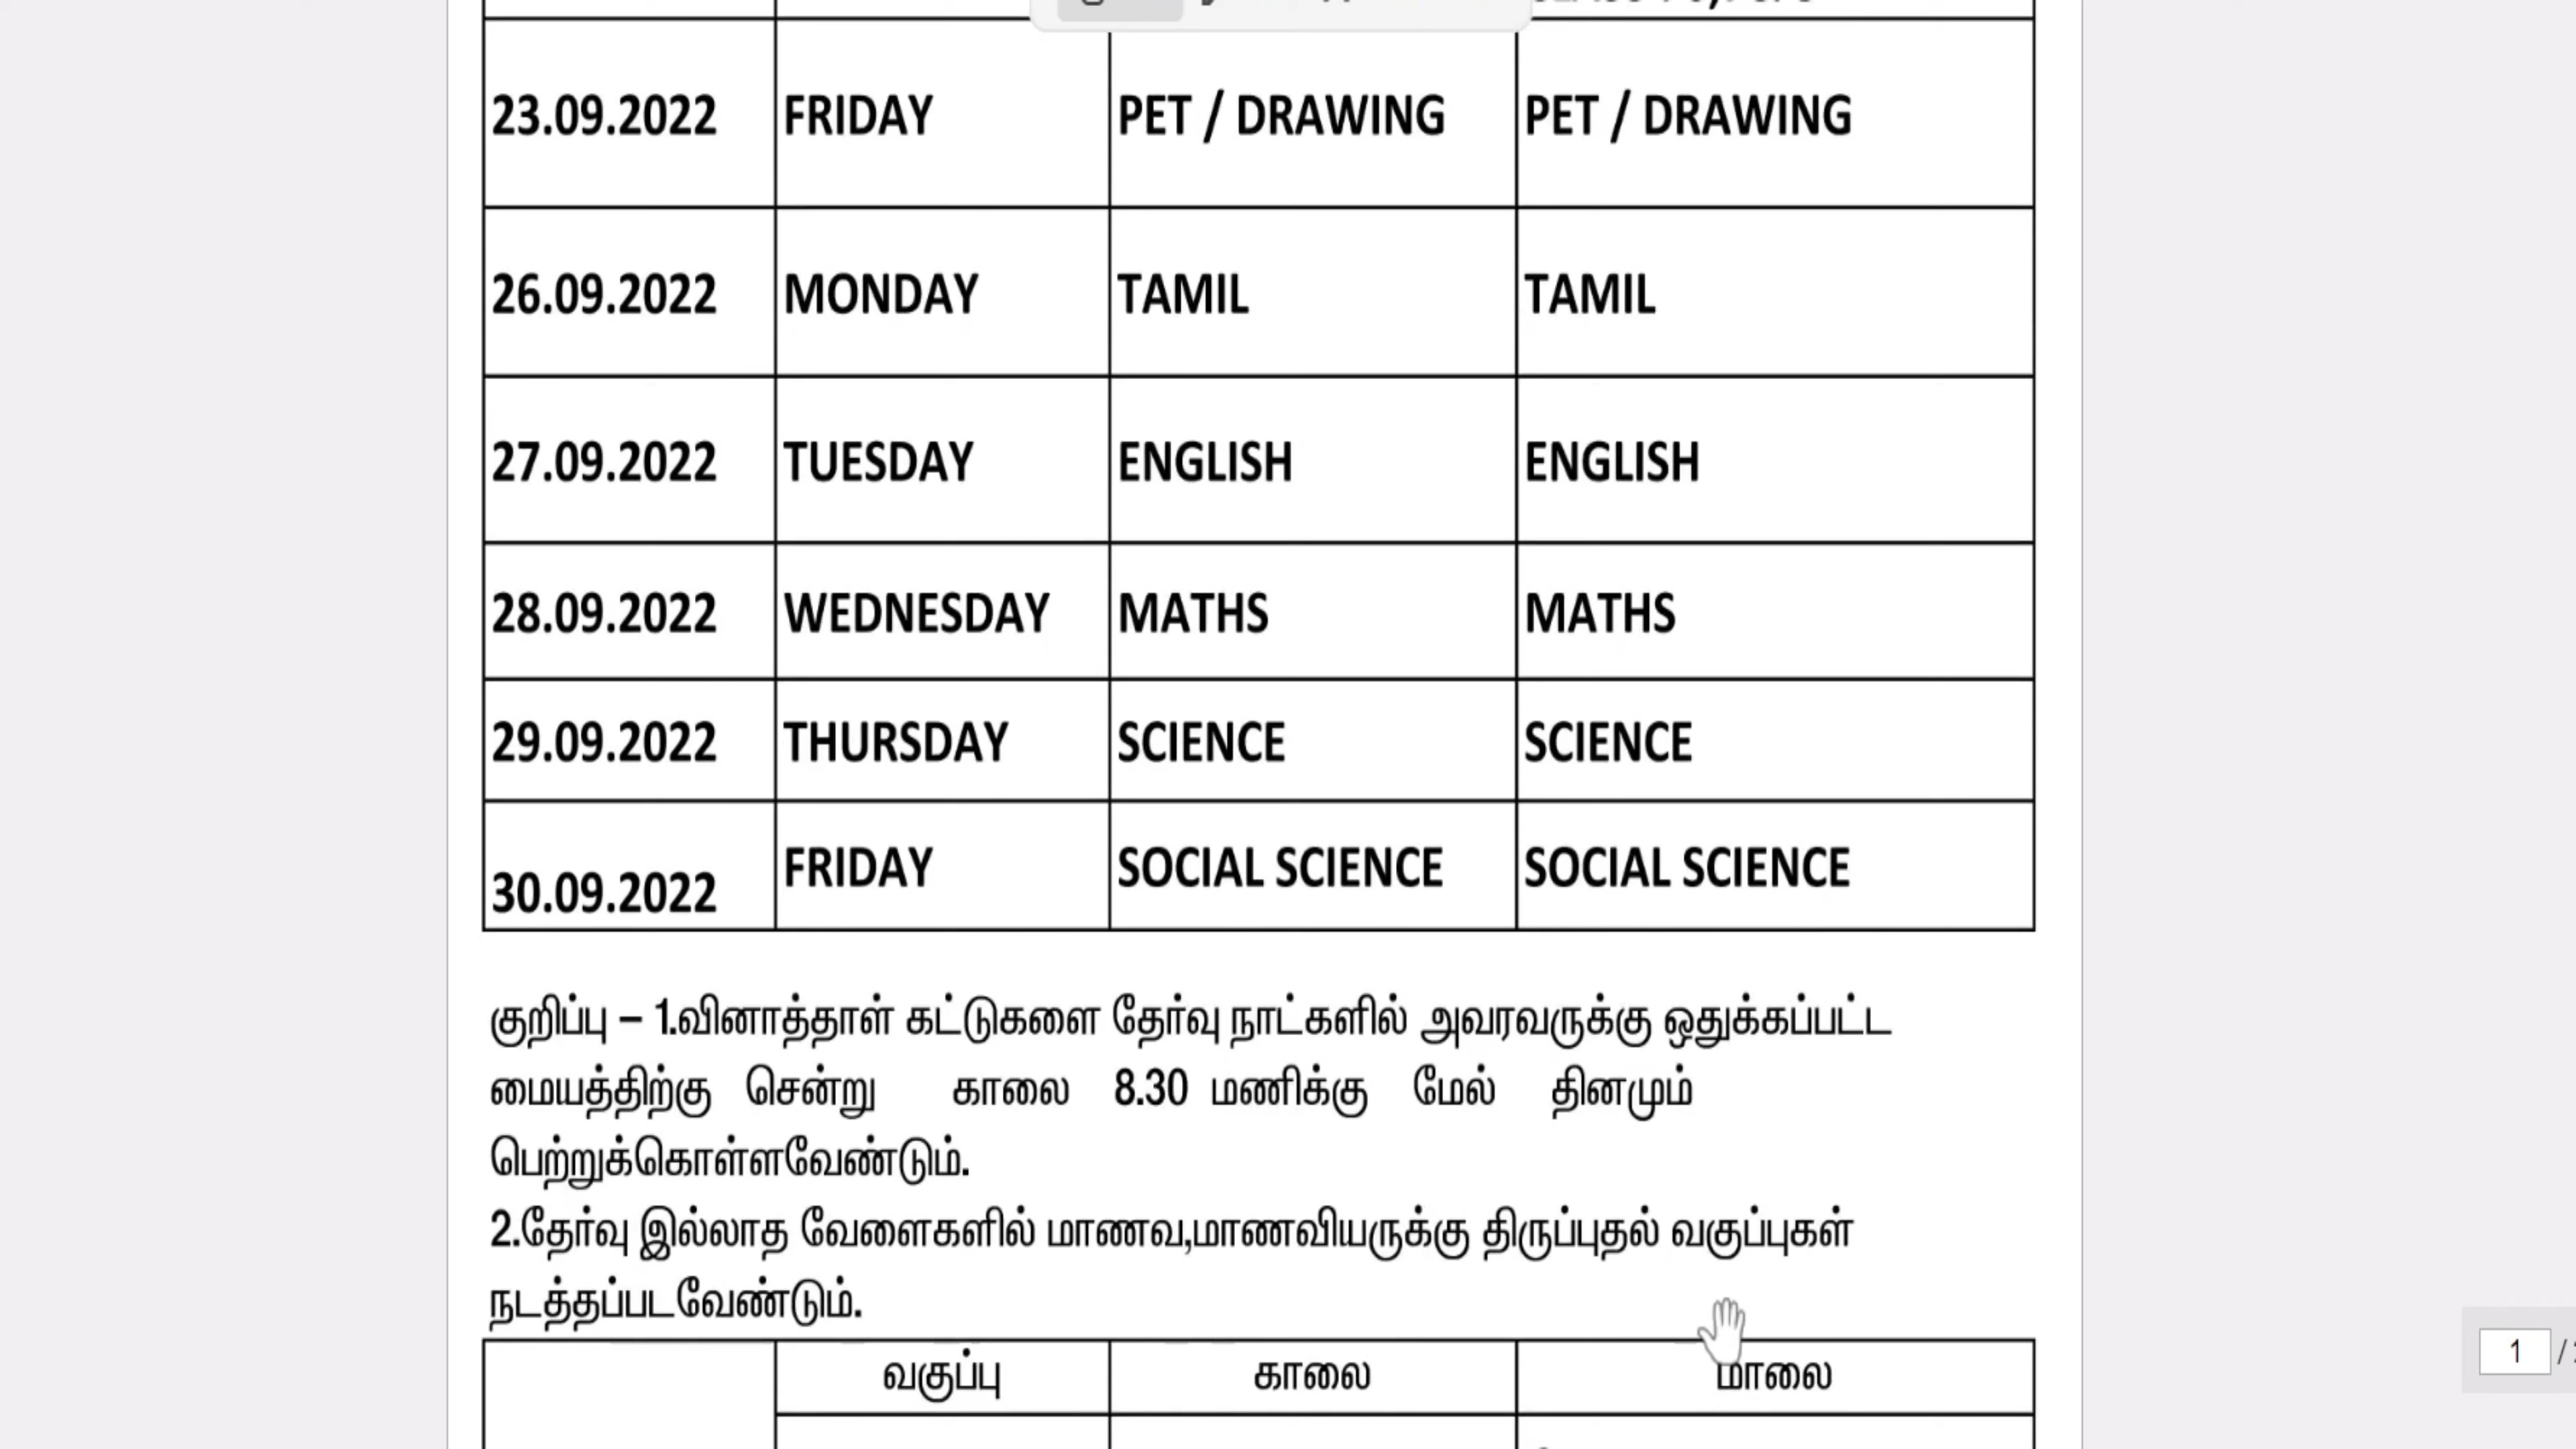 23.09.2022 FRIDAY PET / DRAWING PET / DRAWING
26.09.2022 MONDAY TAMIL TAMIL
27.09.2022 TUESDAY ENGLISH ENGLISH
28.09.2022 WEDNESDAY MATHS MATHS
29.09.2022 THURSDAY SCIENCE SCIENCE
30.09.2022 FRIDAY SOCIAL SCIENCE SOCIAL SCIENCE
குறிப்பு – 1.வினாத்தாள் கட்டுகளை தேர்வு நாட்களில் அவரவருக்கு ஒதுக்கப்பட்ட
மையத்திற்கு சென்று காலை 8.30 மணிக்கு மேல் தினமும்
பெற்றுக்கொள்ளவேண்டும்.
2.தேர்வு இல்லாத வேளைகளில் மாணவ,மாணவியருக்கு திருப்புதல் வகுப்புகள்
நடத்தப்படவேண்டும்.
வகுப்பு காலை மாலை
1 /